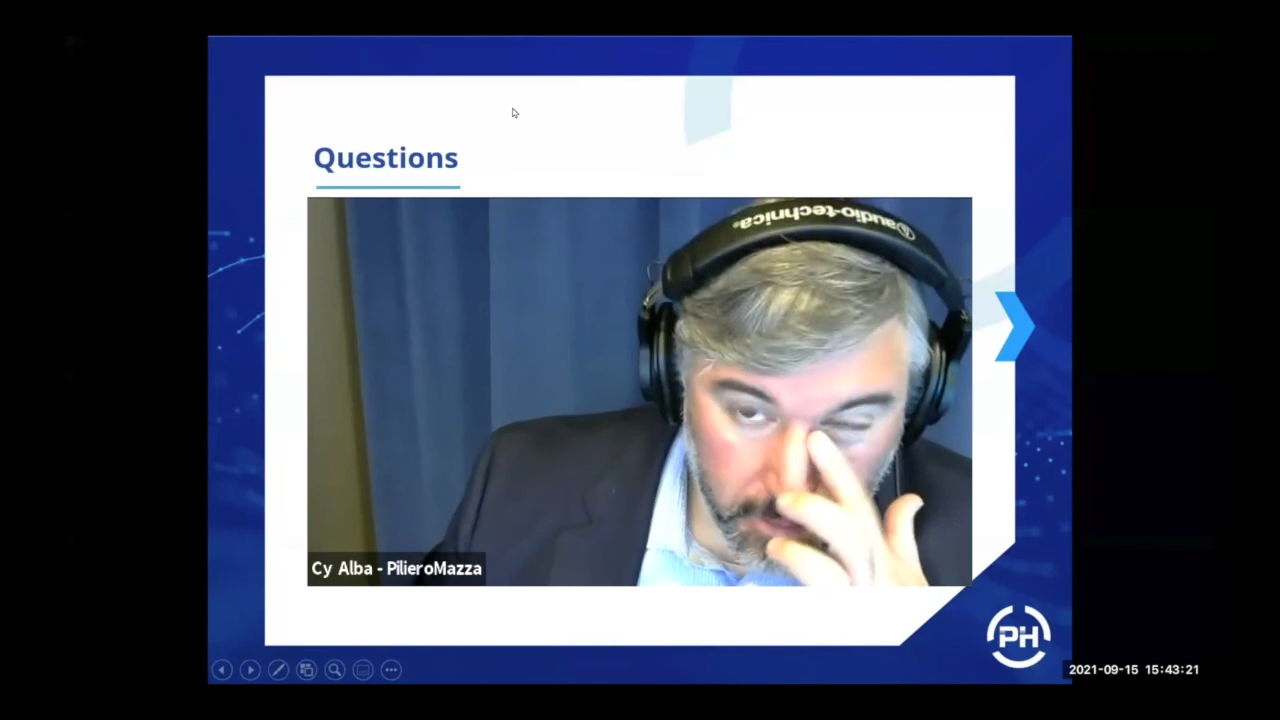 Questions
audio-technica®
Cy Alba - PilieroMazza
PH
2021-09-15 15:43:21